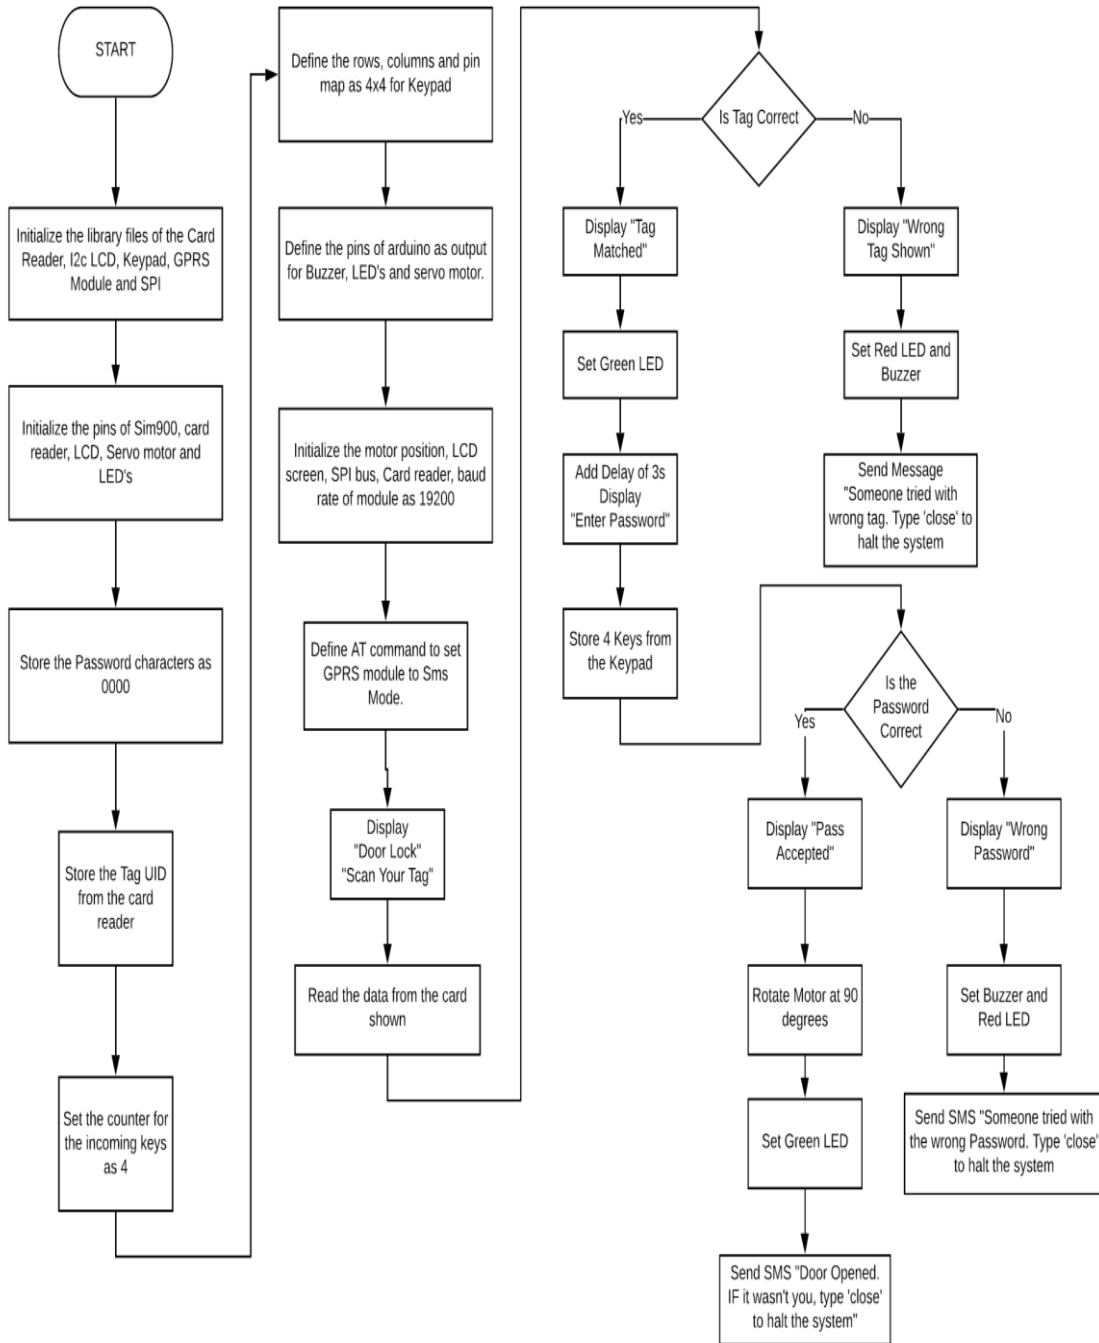 START
Initialize the library files of the Card
Reader, I2c LCD, Keypad, GPRS
Module and SPI
Initialize the pins of Sim900, card
reader, LCD, Servo motor and
LED's
Store the Password characters as
0000
Store the Tag UID
from the card
reader
Set the counter for
the incoming keys
as 4
Define the rows, columns and pin
map as 4x4 for Keypad
Define the pins of arduino as output
for Buzzer, LED's and servo motor.
Initialize the motor position, LCD
screen, SPI bus, Card reader, baud
rate of module as 19200
Define AT command to set
GPRS module to Sms
Mode.
Display
"Door Lock"
"Scan Your Tag"
Read the data from the card
shown
Is Tag Correct
Yes
No
Display "Tag
Matched"
Set Green LED
Add Delay of 3s
Display
"Enter Password"
Store 4 Keys from
the Keypad
Display "Wrong
Tag Shown"
Set Red LED and
Buzzer
Send Message
"Someone tried with
wrong tag. Type 'close' to
halt the system
Is the
Password
Correct
Yes
No
Display "Pass
Accepted"
Rotate Motor at 90
degrees
Set Green LED
Send SMS "Door Opened.
IF it wasn't you, type 'close'
to halt the system"
Display "Wrong
Password"
Set Buzzer and
Red LED
Send SMS "Someone tried with
the wrong Password. Type 'close'
to halt the system